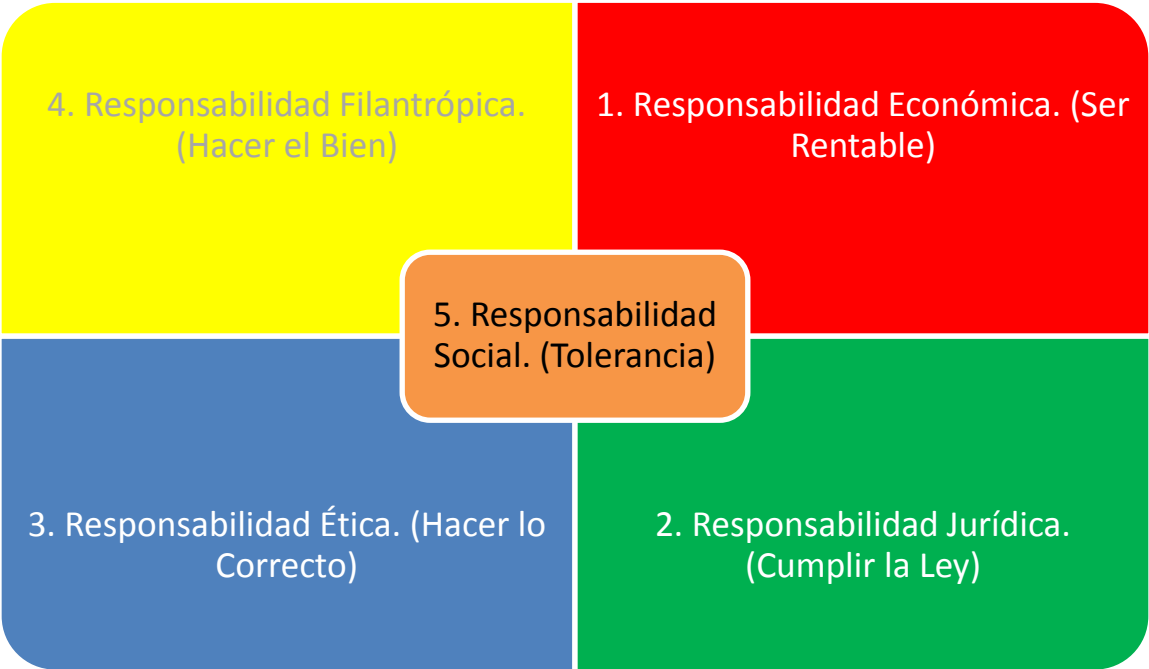 4. Responsabilidad Filantrópica.
(Hacer el Bien)
1. Responsabilidad Económica. (Ser
Rentable)
5. Responsabilidad
Social. (Tolerancia)
3. Responsabilidad Ética. (Hacer lo
Correcto)
2. Responsabilidad Jurídica.
(Cumplir la Ley)